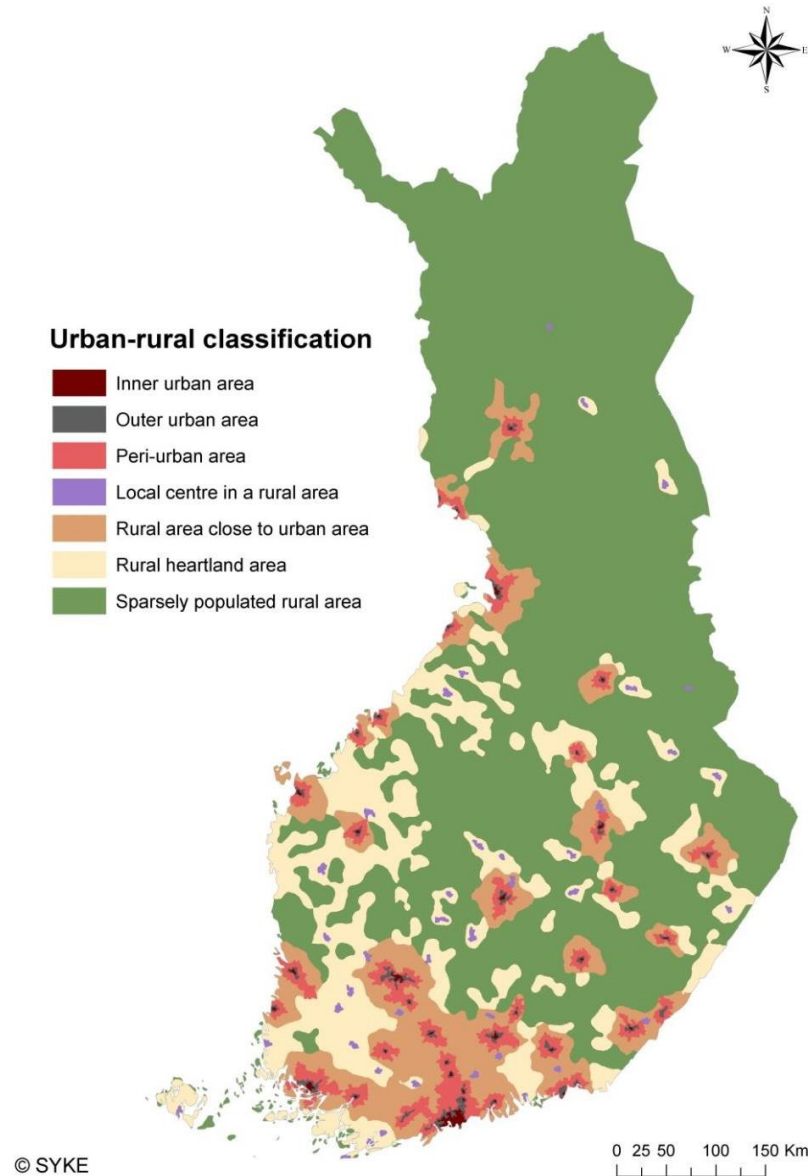 N
W E
S
Urban-rural classification
Inner urban area
Outer urban area
Peri-urban area
Local centre in a rural area
Rural area close to urban area
Rural heartland area
Sparsely populated rural area
© SYKE
0 25 50 100 150 Km